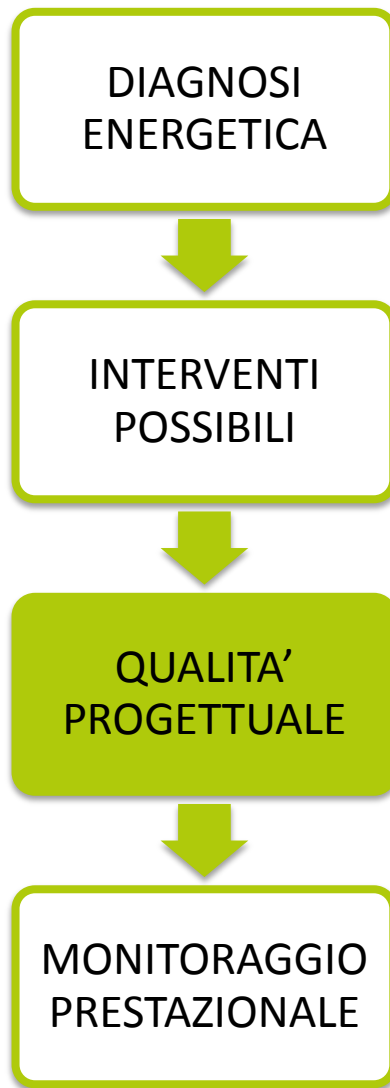 DIAGNOSI
ENERGETICA
INTERVENTI
POSSIBILI
QUALITA’
PROGETTUALE
MONITORAGGIO
PRESTAZIONALE